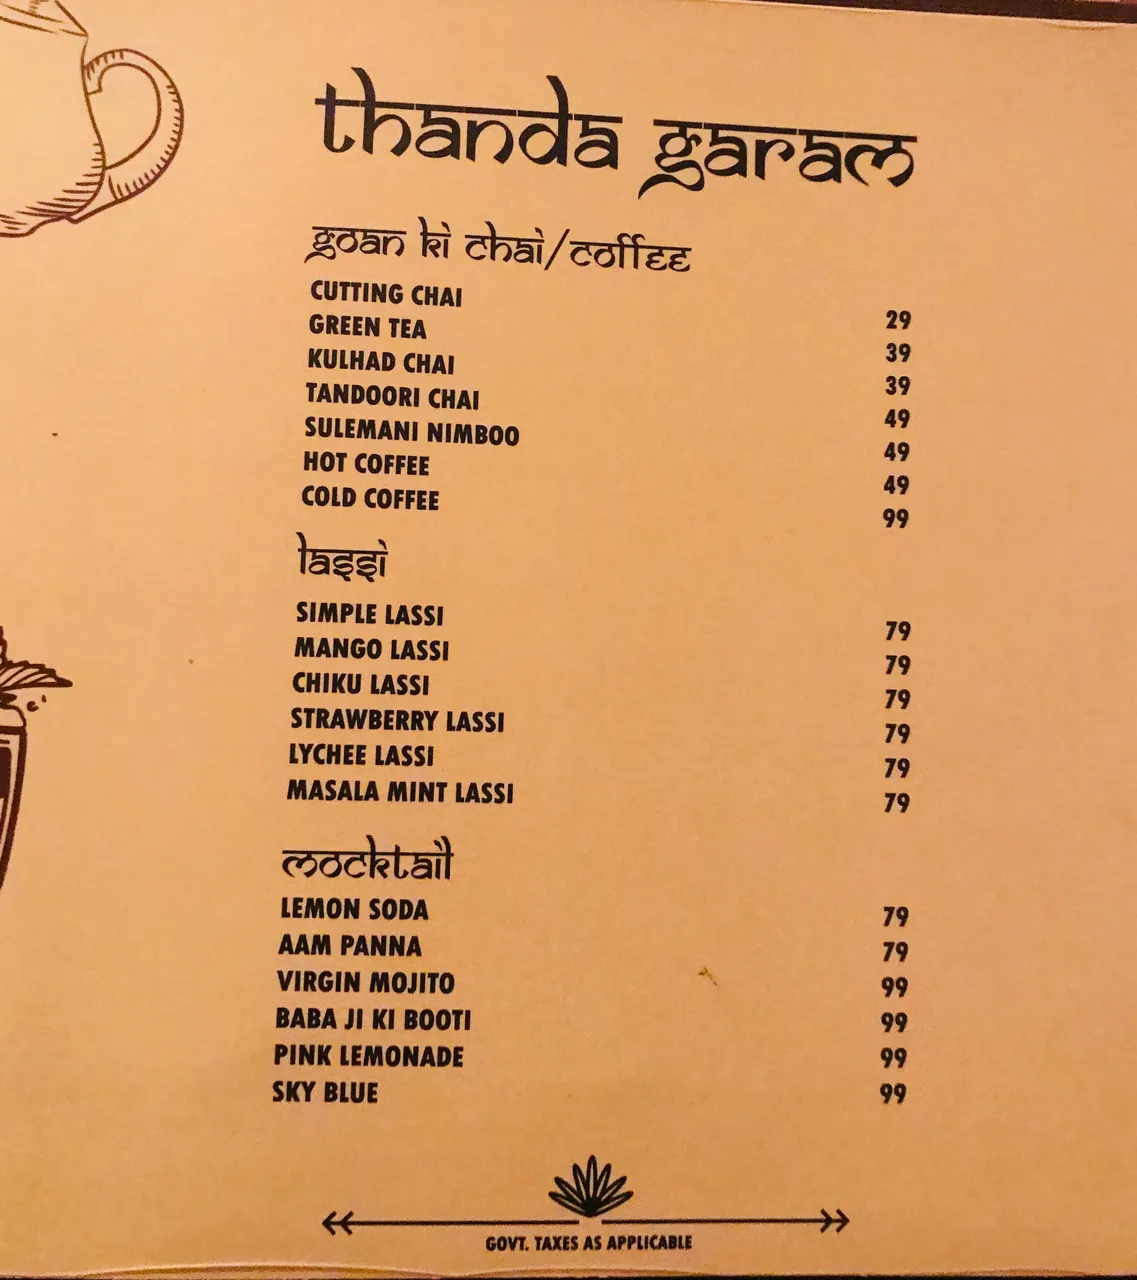 thanda garam
goan ki chai/coffee
CUTTING CHAI 29
GREEN TEA 39
KULHAD CHAI 39
TANDOORI CHAI 49
SULEMANI NIMBOO 49
HOT COFFEE 49
COLD COFFEE 99
lassi
SIMPLE LASSI 79
MANGO LASSI 79
CHIKU LASSI 79
STRAWBERRY LASSI 79
LYCHEE LASSI 79
MASALA MINT LASSI 79
mocktail
LEMON SODA 79
AAM PANNA 79
VIRGIN MOJITO 99
BABA JI KI BOOTI 99
PINK LEMONADE 99
SKY BLUE 99
GOVT. TAXES AS APPLICABLE